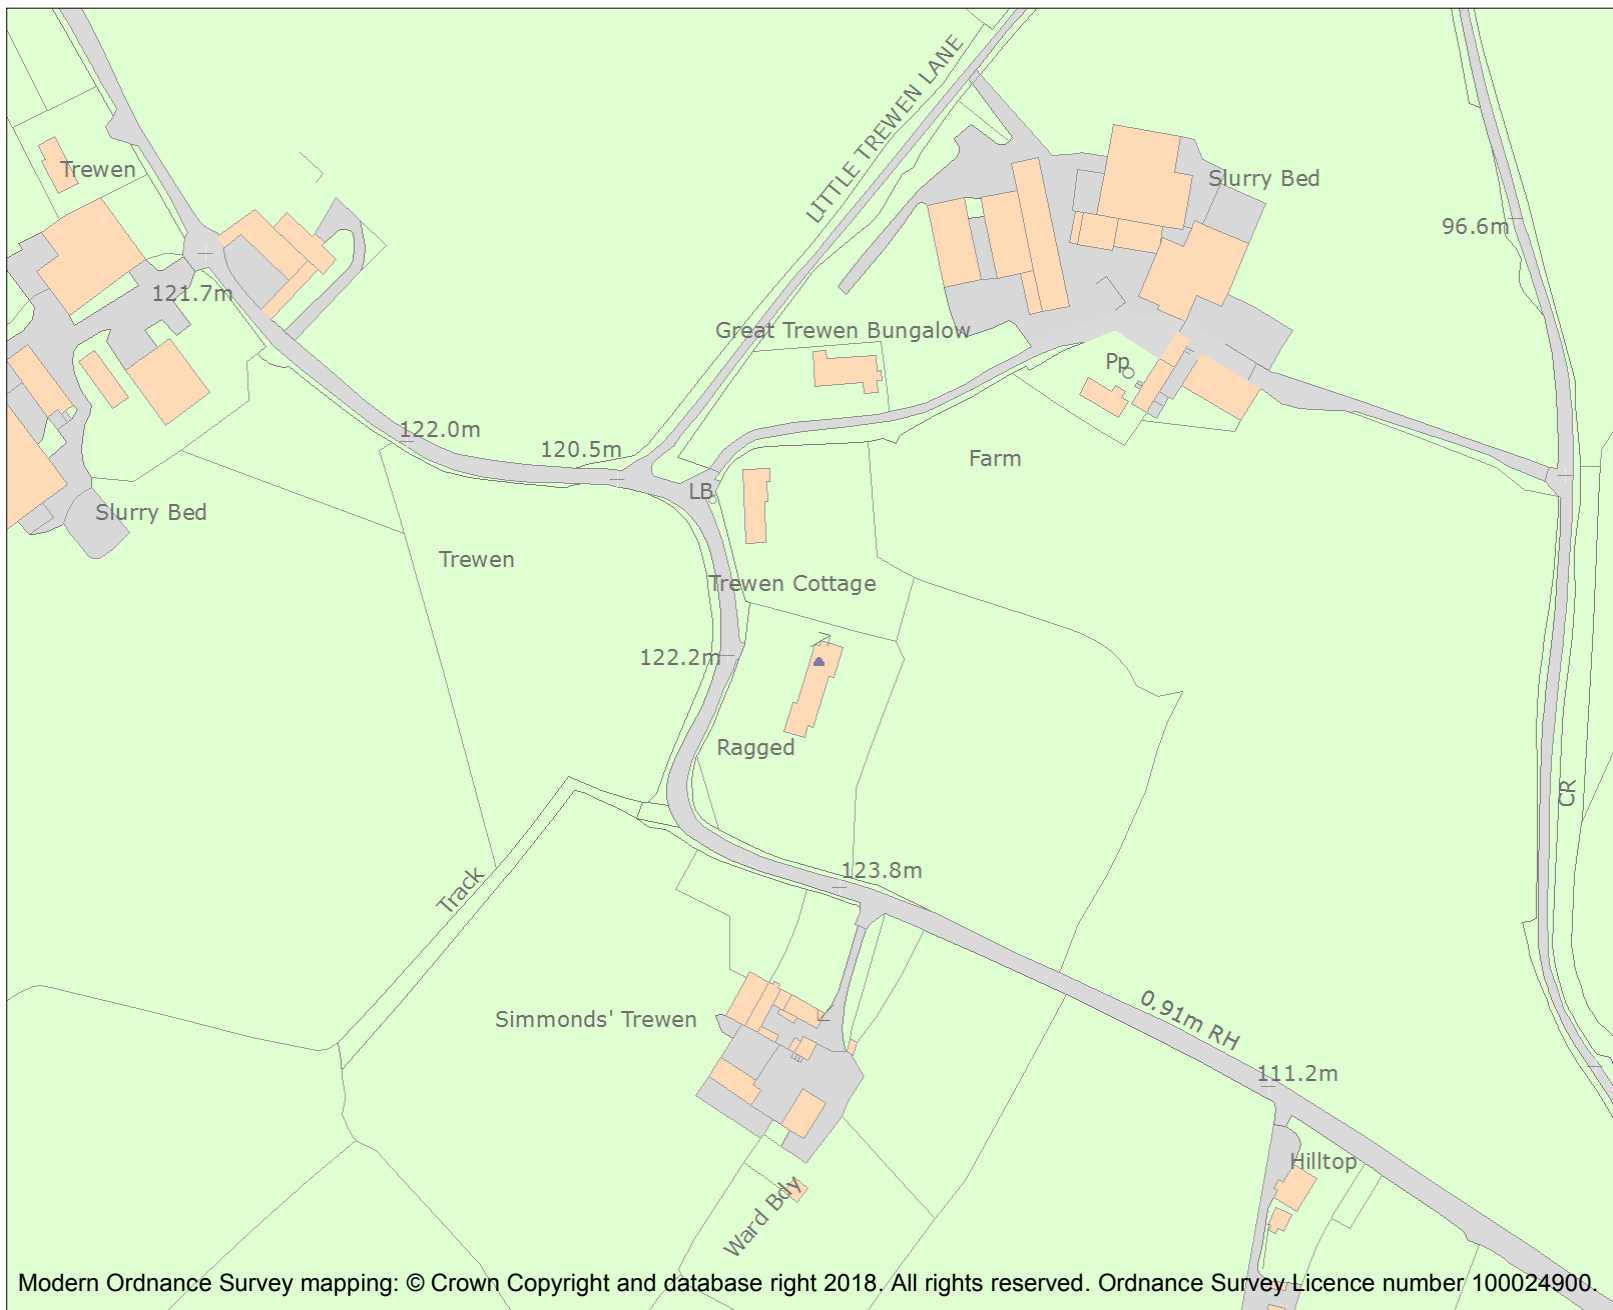 LITTLE TREWEN LANE
Trewen
Slurry Bed
96.6m
121.7m
Great Trewen Bungalow
Pp
122.0m
120.5m
Farm
LB
Slurry Bed
Trewen
Trewen Cottage
122.2m
Ragged
CR
123.8m
Track
Simmonds' Trewen
0.91m RH
111.2m
Hilltop
Ward Bdy
Modern Ordnance Survey mapping: © Crown Copyright and database right 2018. All rights reserved. Ordnance Survey Licence number 100024900.